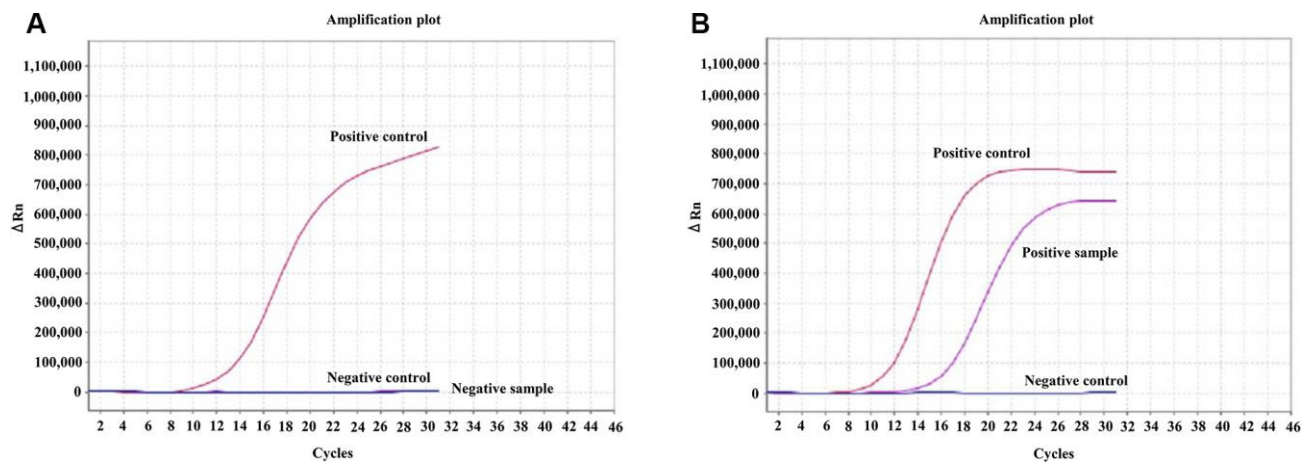 A
Amplification plot
1,100,000
1,000,000
900,000
800,000
700,000
600,000
500,000
400,000
300,000
200,000
100,000
0
ΔRn
Positive control
Negative control
Negative sample
2 4 6 8 10 12 14 16 18 20 22 24 26 28 30 32 34 36 38 40 42 44 46
Cycles
B
Amplification plot
1,100,000
1,000,000
900,000
800,000
700,000
600,000
500,000
400,000
300,000
200,000
100,000
0
ΔRn
Positive control
Positive sample
Negative control
2 4 6 8 10 12 14 16 18 20 22 24 26 28 30 32 34 36 38 40 42 44 46
Cycles